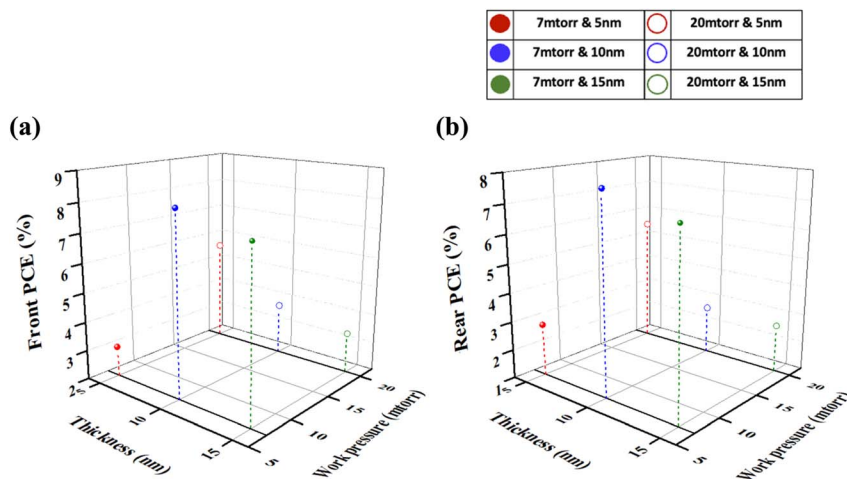 7mtorr & 5nm 20mtorr & 5nm
7mtorr & 10nm 20mtorr & 10nm
7mtorr & 15nm 20mtorr & 15nm
(a)
9
8
7
6
5
4
3
2
Front PCE (%)
5
10
15
Thickness (nm)
5
10
15
20
Work pressure (mtorr)
(b)
8
7
6
5
4
3
2
1
Rear PCE (%)
5
10
15
Thickness (nm)
5
10
15
20
Work pressure (mtorr)